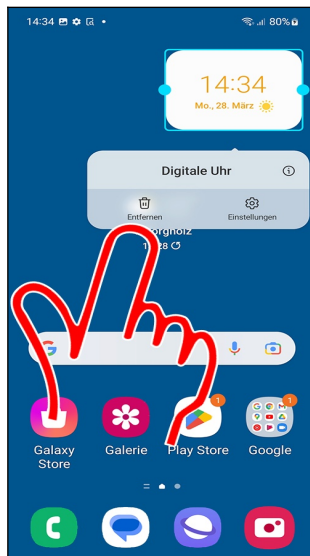 14:34
80%
14:34
Mo., 28. März
Digitale Uhr
Entfernen
Einstellungen
1
1
Galaxy
Store
Galerie
Play Store
Google